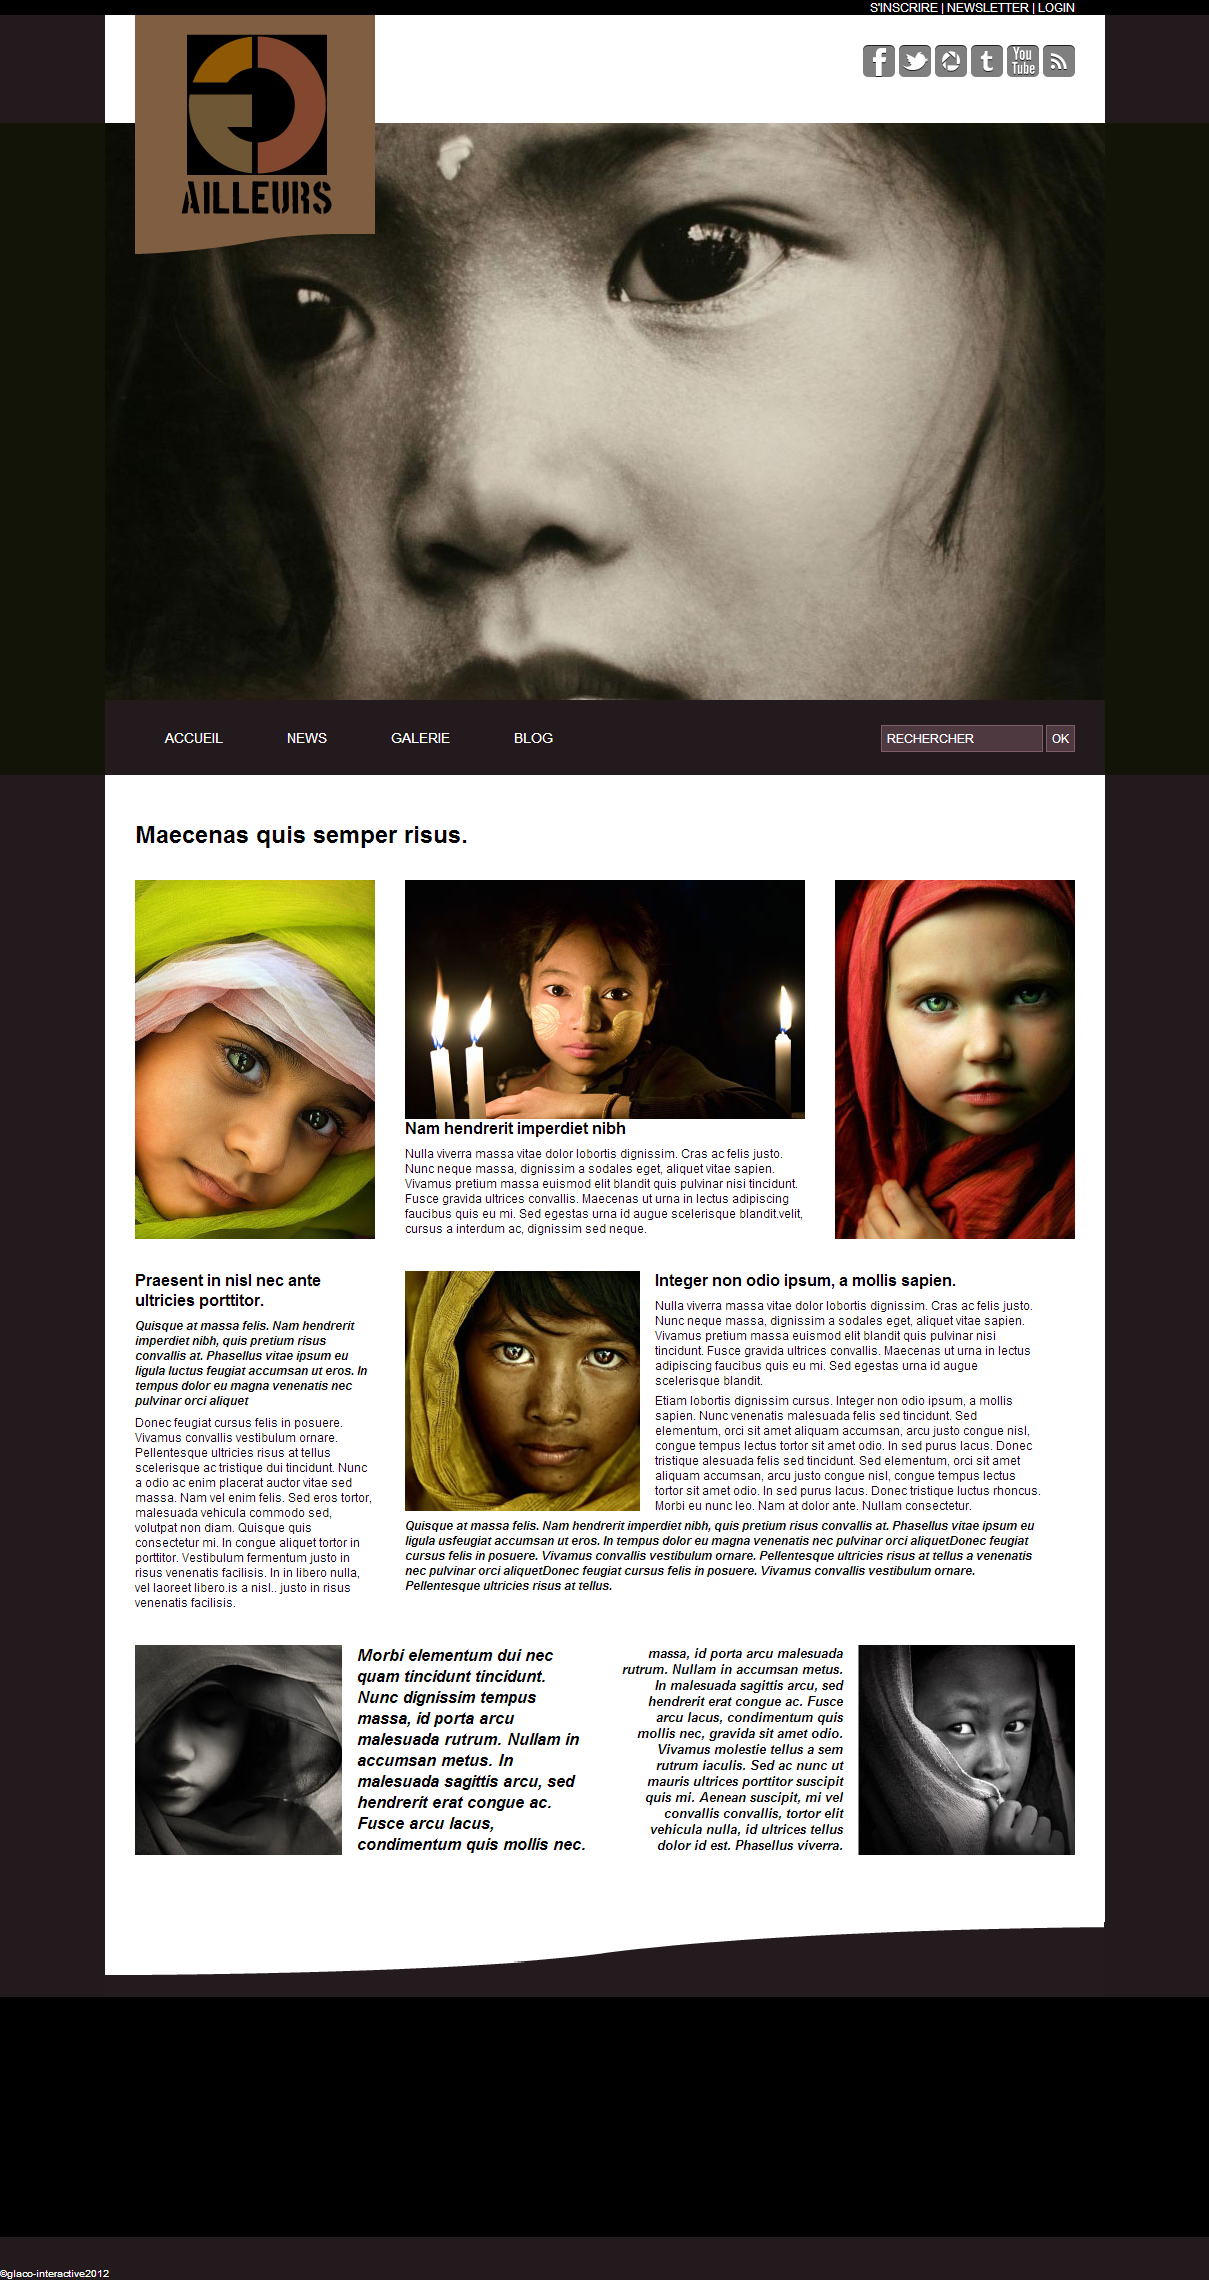 S'INSCRIRE | NEWSLETTER | LOGIN
AILLEURS
You
Tube
ACCUEIL NEWS GALERIE BLOG RECHERCHER OK
Maecenas quis semper risus.
Nam hendrerit imperdiet nibh
Nulla viverra massa vitae dolor lobortis dignissim. Cras ac felis justo.
Nunc neque massa, dignissim a sodales eget, aliquet vitae sapien.
Vivamus pretium massa euismod elit blandit quis pulvinar nisi tincidunt.
Fusce gravida ultrices convallis. Maecenas ut urna in lectus adipiscing
faucibus quis eu mi. Sed egestas urna id augue scelerisque blandit.velit,
cursus a interdum ac, dignissim sed neque.
Praesent in nisl nec ante
ultricies porttitor.
Quisque at massa felis. Nam hendrerit
imperdiet nibh, quis pretium risus
convallis at. Phasellus vitae ipsum eu
ligula luctus feugiat accumsan ut eros. In
tempus dolor eu magna venenatis nec
pulvinar orci aliquet
Donec feugiat cursus felis in posuere.
Vivamus convallis vestibulum ornare.
Pellentesque ultricies risus at tellus
scelerisque ac tristique dui tincidunt. Nunc
a odio ac enim placerat auctor vitae sed
massa. Nam vel enim felis. Sed eros tortor,
malesuada vehicula commodo sed,
volutpat non diam. Quisque quis
consectetur mi. In congue aliquet tortor in
porttitor. Vestibulum fermentum justo in
risus venenatis facilisis. In in libero nulla,
vel laoreet libero.is a nisl.. justo in risus
venenatis facilisis.
Integer non odio ipsum, a mollis sapien.
Nulla viverra massa vitae dolor lobortis dignissim. Cras ac felis justo.
Nunc neque massa, dignissim a sodales eget, aliquet vitae sapien.
Vivamus pretium massa euismod elit blandit quis pulvinar nisi
tincidunt. Fusce gravida ultrices convallis. Maecenas ut urna in lectus
adipiscing faucibus quis eu mi. Sed egestas urna id augue
scelerisque blandit.
Etiam lobortis dignissim cursus. Integer non odio ipsum, a mollis
sapien. Nunc venenatis malesuada felis sed tincidunt. Sed
elementum, orci sit amet aliquam accumsan, arcu justo congue nisl,
congue tempus lectus tortor sit amet odio. In sed purus lacus. Donec
tristique alesuada felis sed tincidunt. Sed elementum, orci sit amet
aliquam accumsan, arcu justo congue nisl, congue tempus lectus
tortor sit amet odio. In sed purus lacus. Donec tristique luctus rhoncus.
Morbi eu nunc leo. Nam at dolor ante. Nullam consectetur.
Quisque at massa felis. Nam hendrerit imperdiet nibh, quis pretium risus convallis at. Phasellus vitae ipsum eu
ligula usfeugiat accumsan ut eros. In tempus dolor eu magna venenatis nec pulvinar orci aliquetDonec feugiat
cursus felis in posuere. Vivamus convallis vestibulum ornare. Pellentesque ultricies risus at tellus a venenatis
nec pulvinar orci aliquetDonec feugiat cursus felis in posuere. Vivamus convallis vestibulum ornare.
Pellentesque ultricies risus at tellus.
Morbi elementum dui nec
quam tincidunt tincidunt.
Nunc dignissim tempus
massa, id porta arcu
malesuada rutrum. Nullam in
accumsan metus. In
malesuada sagittis arcu, sed
hendrerit erat congue ac.
Fusce arcu lacus,
condimentum quis mollis nec.
massa, id porta arcu malesuada
rutrum. Nullam in accumsan metus.
In malesuada sagittis arcu, sed
hendrerit erat congue ac. Fusce
arcu lacus, condimentum quis
mollis nec, gravida sit amet odio.
Vivamus molestie tellus a sem
rutrum iaculis. Sed ac nunc ut
mauris ultrices porttitor suscipit
quis mi. Aenean suscipit, mi vel
convallis convallis, tortor elit
vehicula nulla, id ultrices tellus
dolor id est. Phasellus viverra.
©glaco-interactive2012